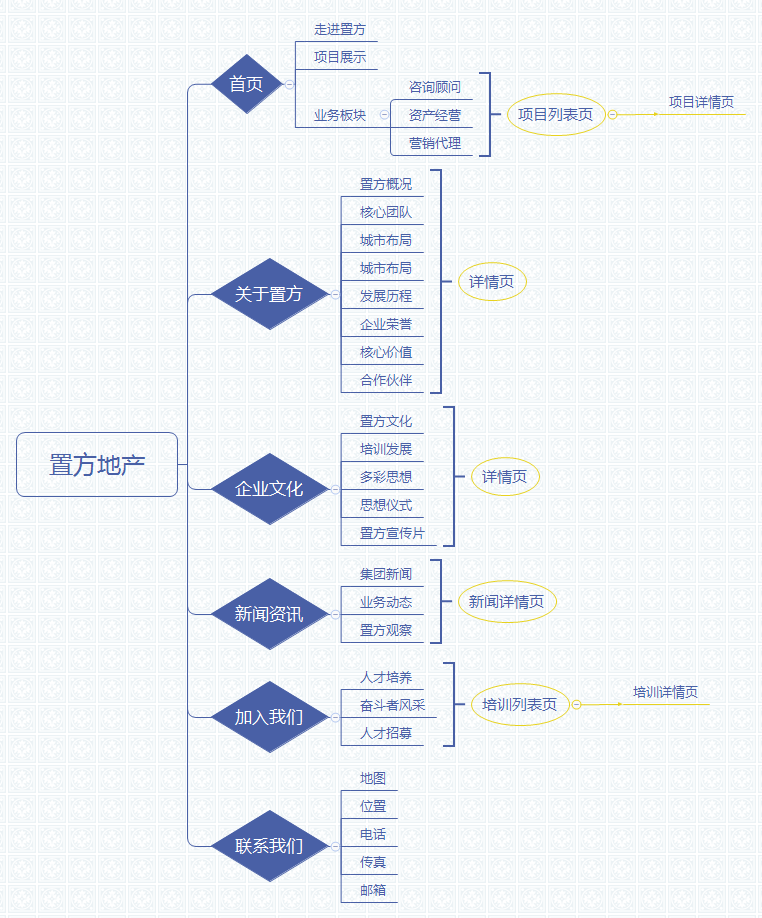 置方地产
首页
走进置方
项目展示
业务板块
咨询顾问
资产经营
营销代理
项目列表页
项目详情页
关于置方
置方概况
核心团队
城市布局
城市布局
发展历程
企业荣誉
核心价值
合作伙伴
详情页
企业文化
置方文化
培训发展
多彩思想
思想仪式
置方宣传片
详情页
新闻资讯
集团新闻
业务动态
置方观察
新闻详情页
加入我们
人才培养
奋斗者风采
人才招募
培训列表页
培训详情页
联系我们
地图
位置
电话
传真
邮箱